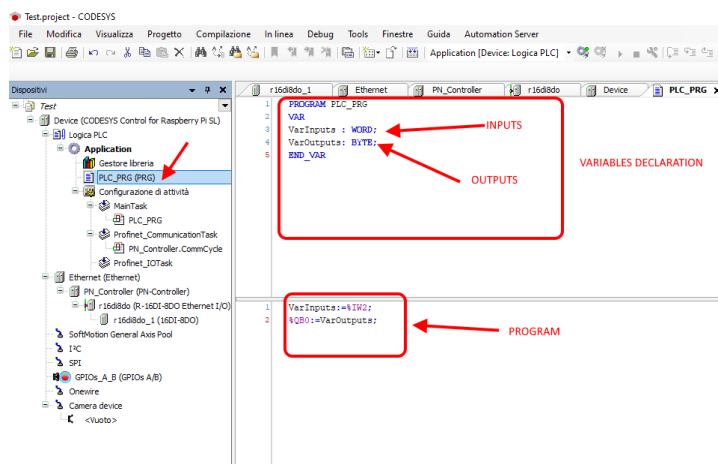 Test.project - CODESYS
File Modifica Visualizza Progetto Compilazione In linea Debug Tools Finestre Guida Automation Server
Application [Device: Logica PLC]
Dispositivi
r16di8do_1 Ethernet PN_Controller r16di8do Device PLC_PRG
Test
Device (CODESYS Control for Raspberry Pi SL)
Logica PLC
Application
Gestore libreria
PLC_PRG (PRG)
Configurazione di attività
MainTask
PLC_PRG
Profinet_CommunicationTask
PN_Controller.CommCycle
Profinet_IOTask
Ethernet (Ethernet)
PN_Controller (PN-Controller)
r16di8do (R-16DI-8DO Ethernet I/O)
r16di8do_1 (16DI-8DO)
SoftMotion General Axis Pool
I²C
SPI
GPIOs_A_B (GPIOs A/B)
Onewire
Camera device
<Vuoto>
1 PROGRAM PLC_PRG
2 VAR
3 VarInputs : WORD;
4 VarOutputs: BYTE;
5 END_VAR
INPUTS
OUTPUTS
VARIABLES DECLARATION
1 VarInputs:=%IW2;
2 %QB0:=VarOutputs;
PROGRAM